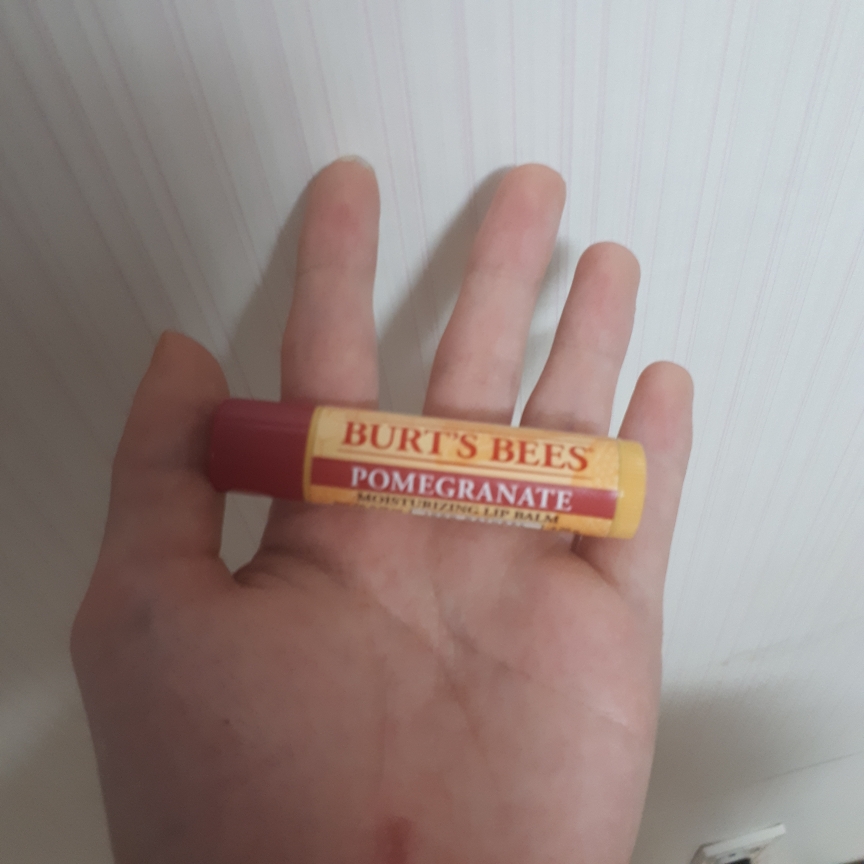 BURT'S BEES
POMEGRANATE
MOISTURIZING LIP BALM